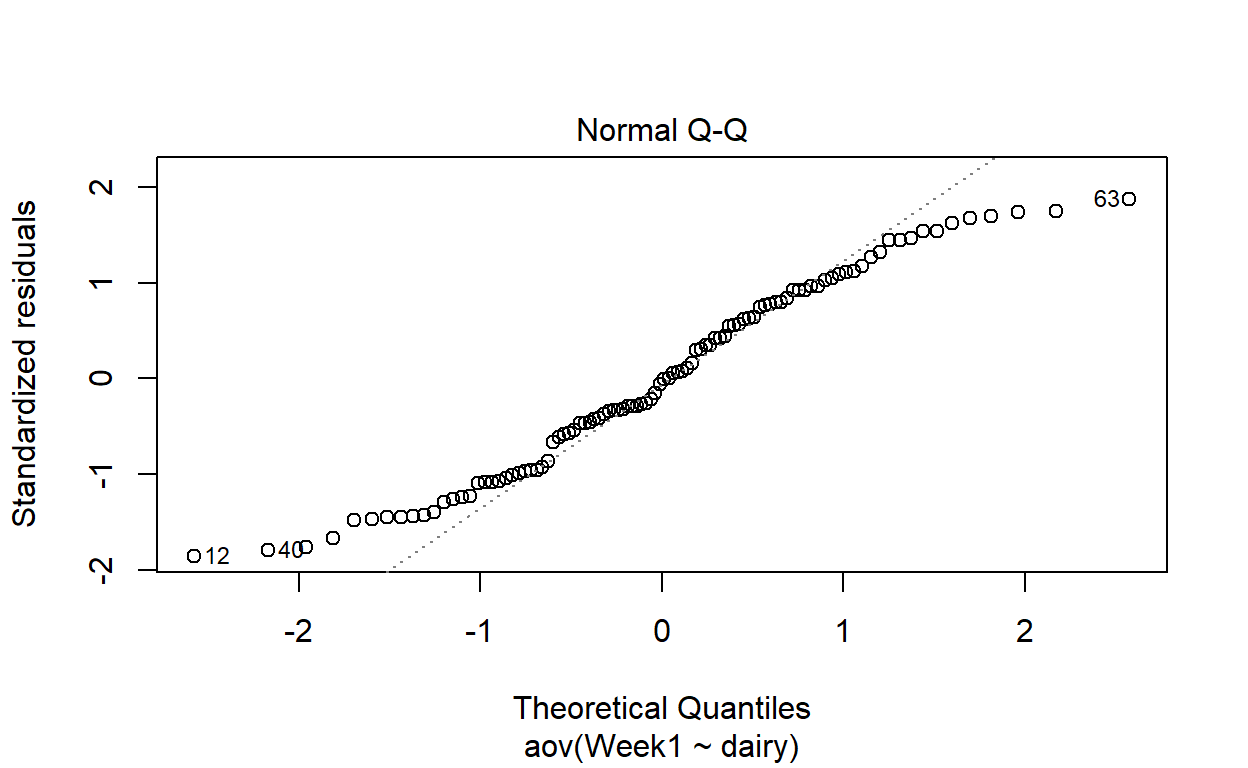 Normal Q-Q
Standardized residuals
2
1
0
-1
-2
63
12
40
-2 -1 0 1 2
Theoretical Quantiles
aov(Week1 ~ dairy)